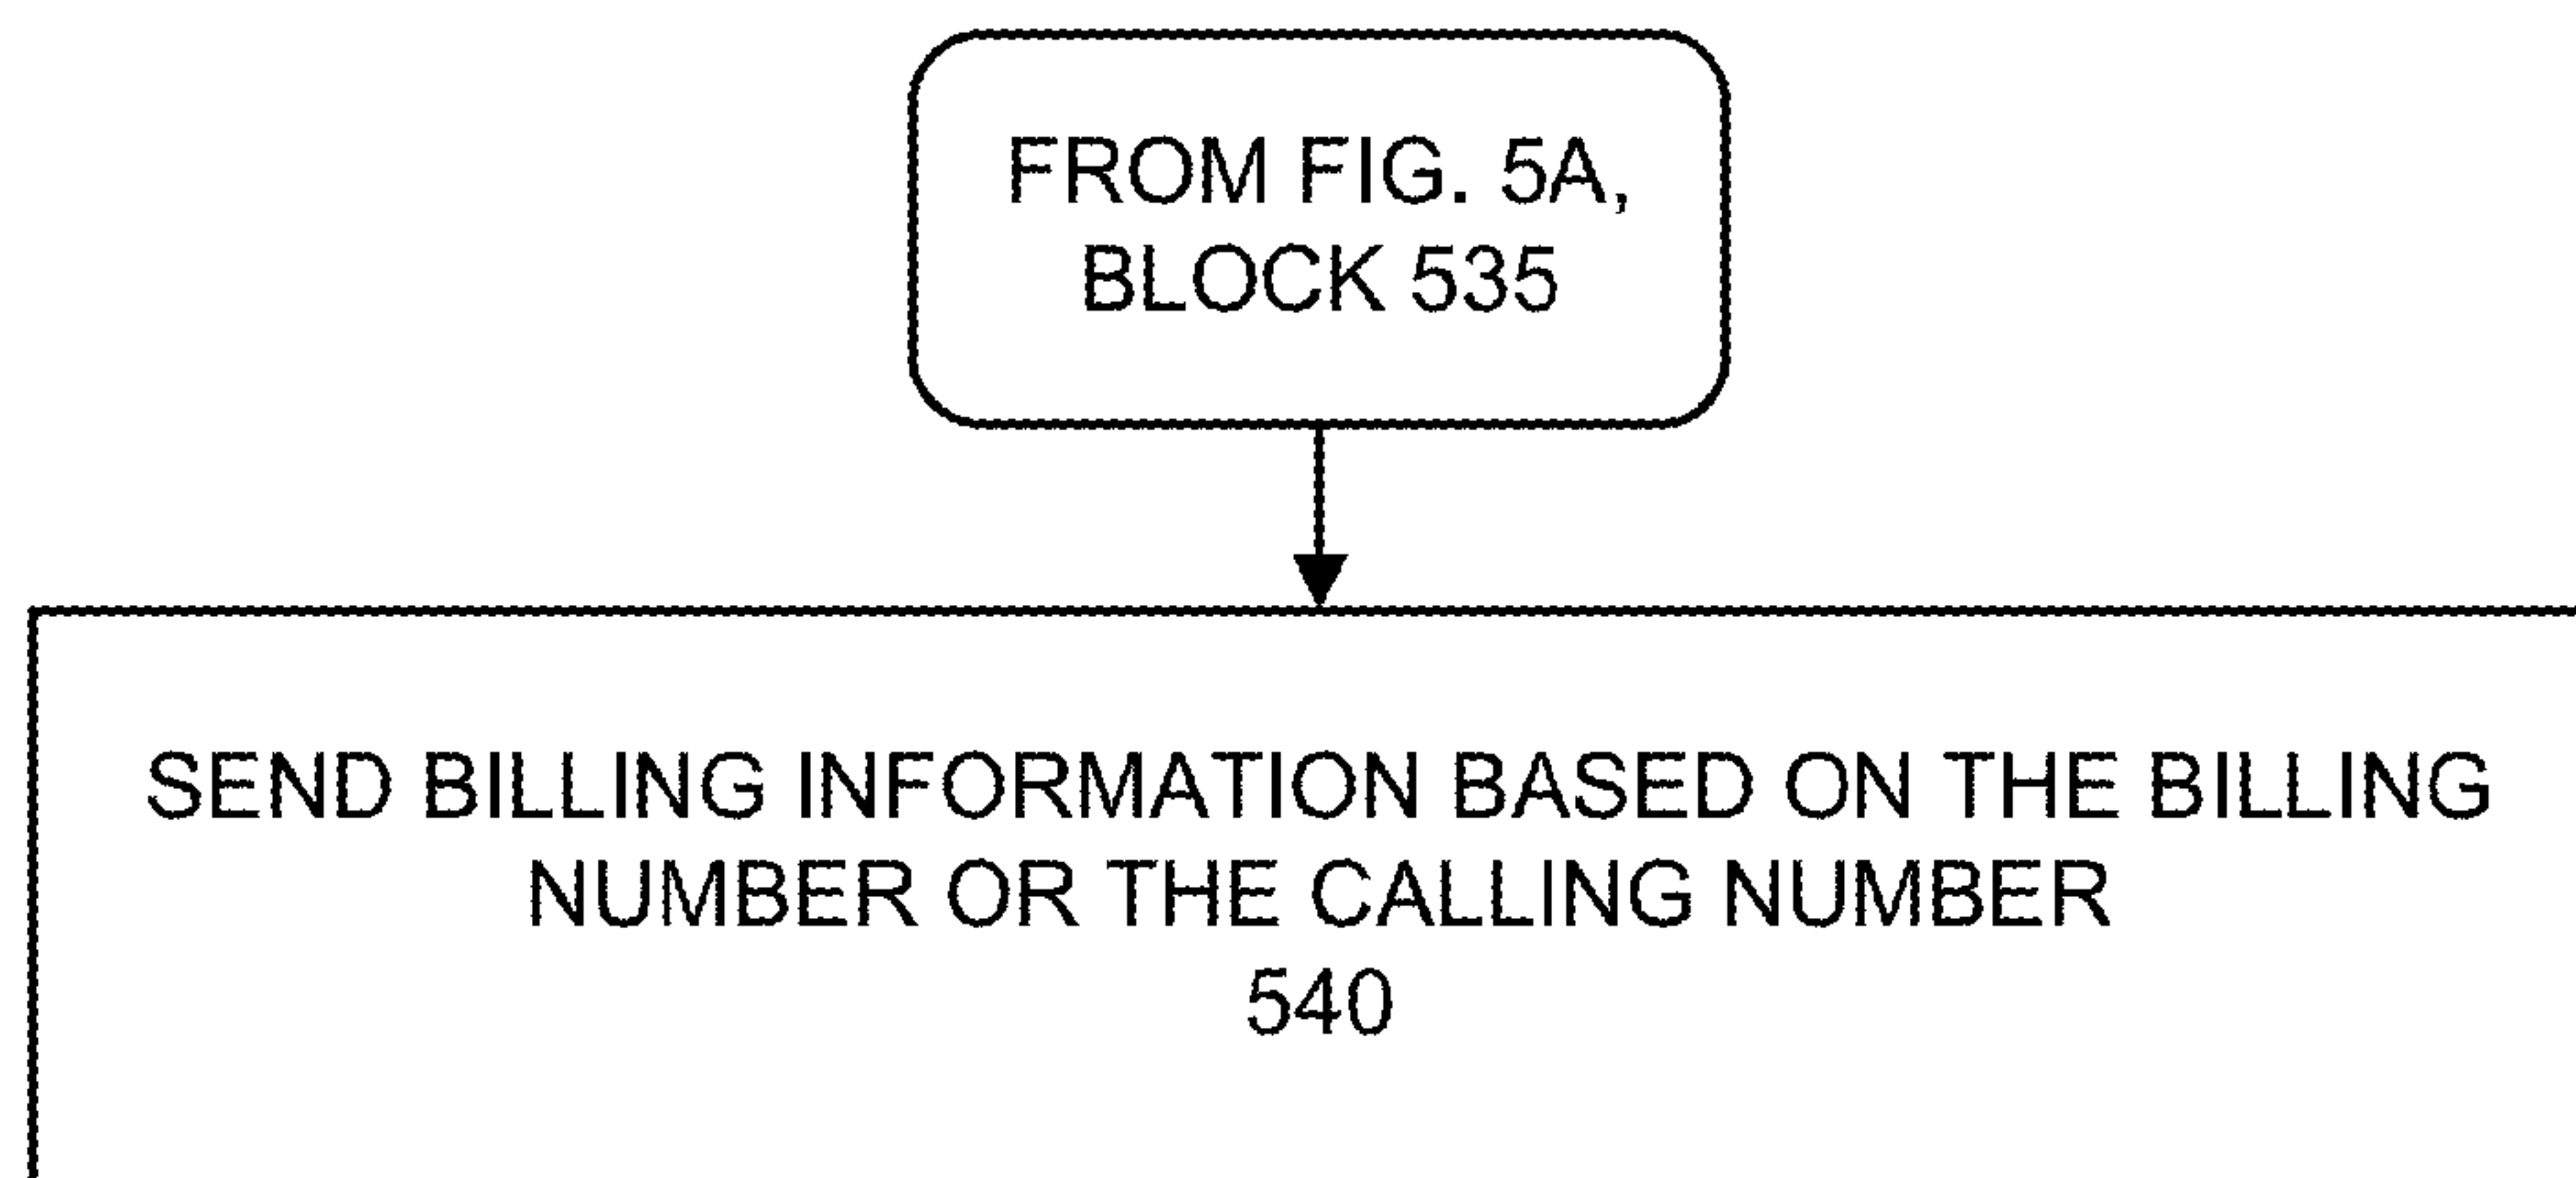 FROM FIG. 5A,
BLOCK 535
SEND BILLING INFORMATION BASED ON THE BILLING
NUMBER OR THE CALLING NUMBER
540